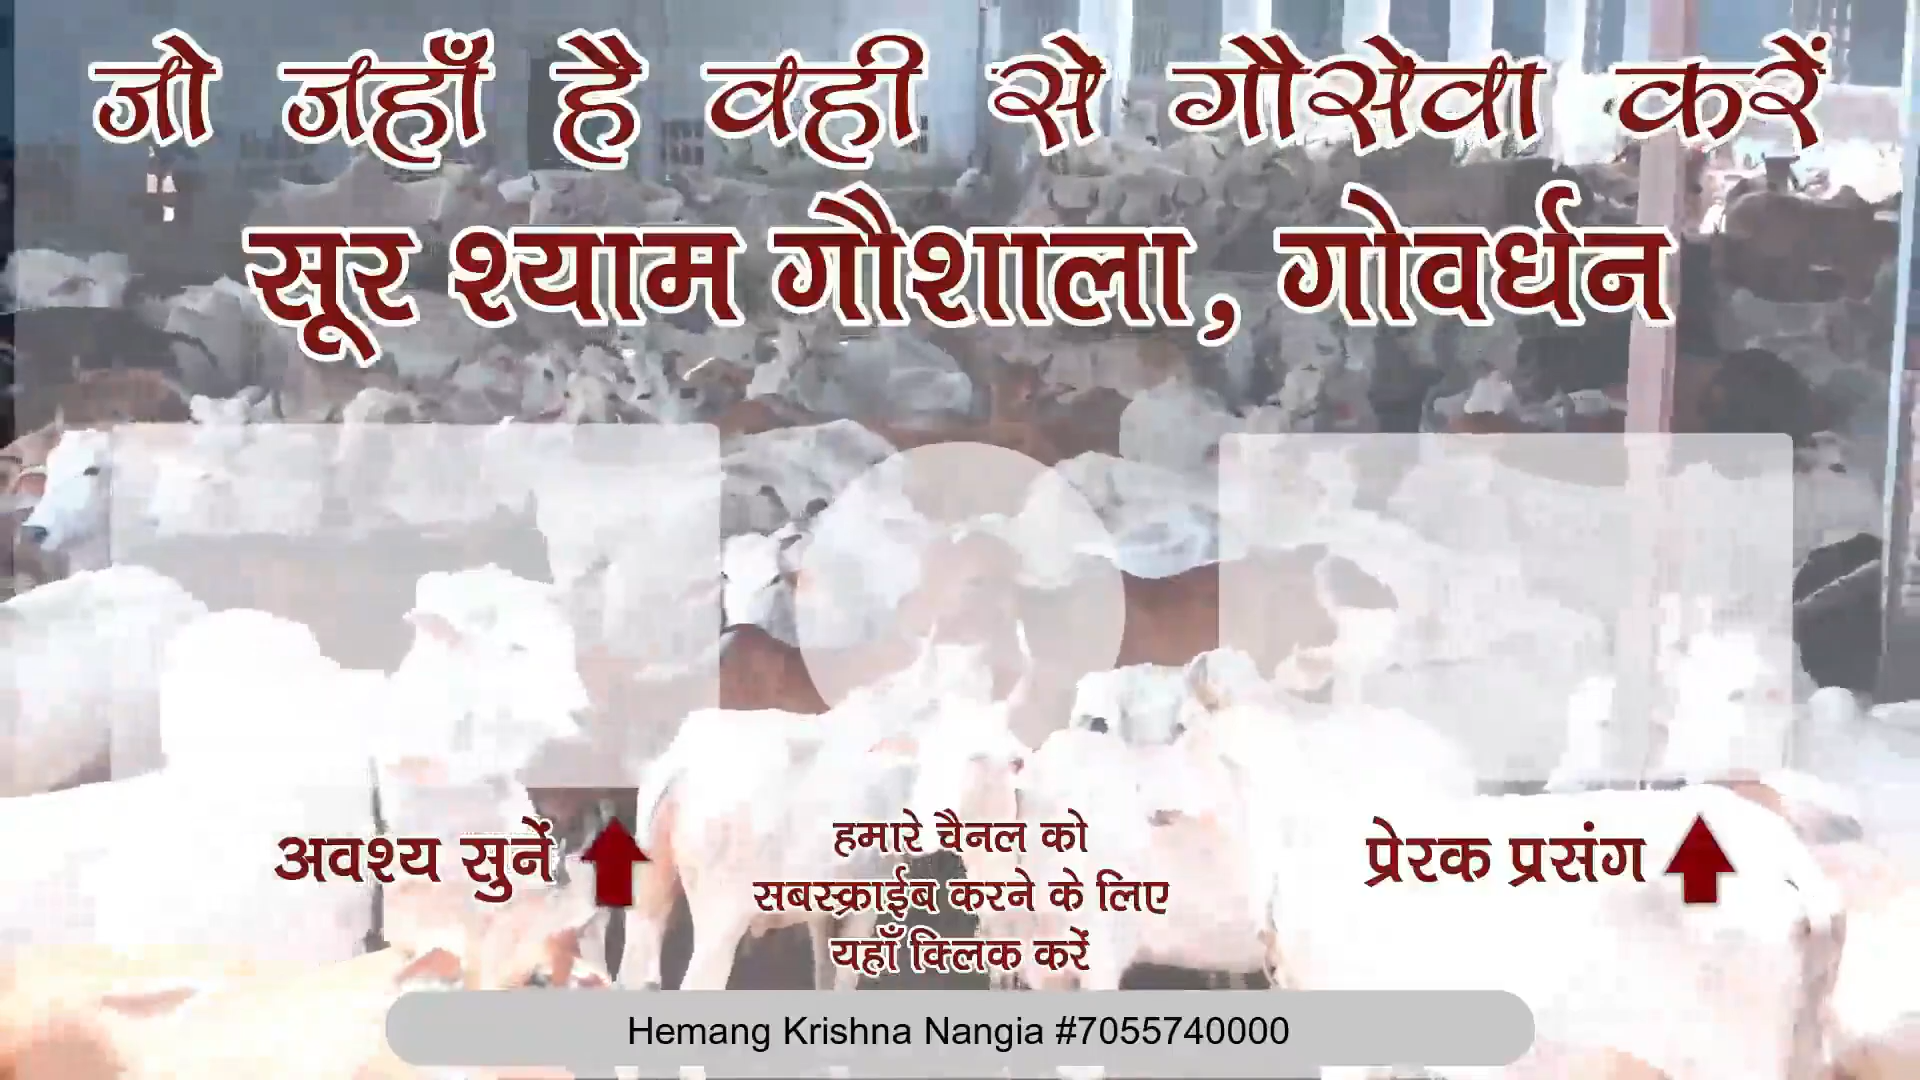 जो जहाँ है वही से गौसेवा करें
सूर श्याम गौशाला, गोवर्धन
अवश्य सुनें
हमारे चैनल को
सबस्क्राईब करने के लिए
यहाँ क्लिक करें
प्रेरक प्रसंग
Hemang Krishna Nangia #7055740000